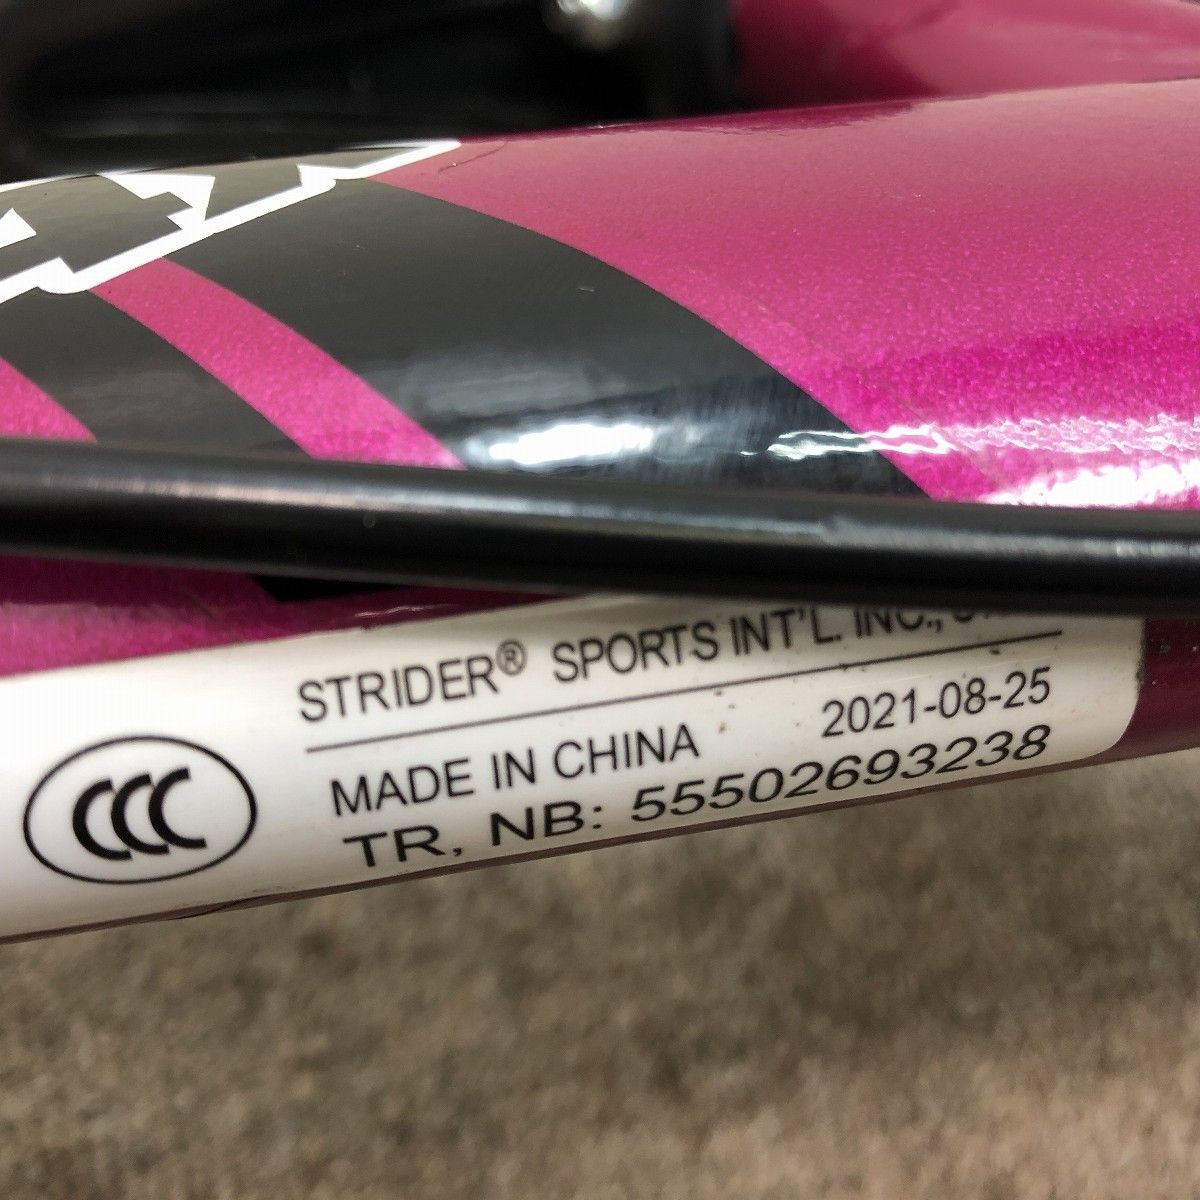 STRIDER® SPORTS INT'L. INC.,
MADE IN CHINA 2021-08-25
TR, NB: 55502693238
CCC